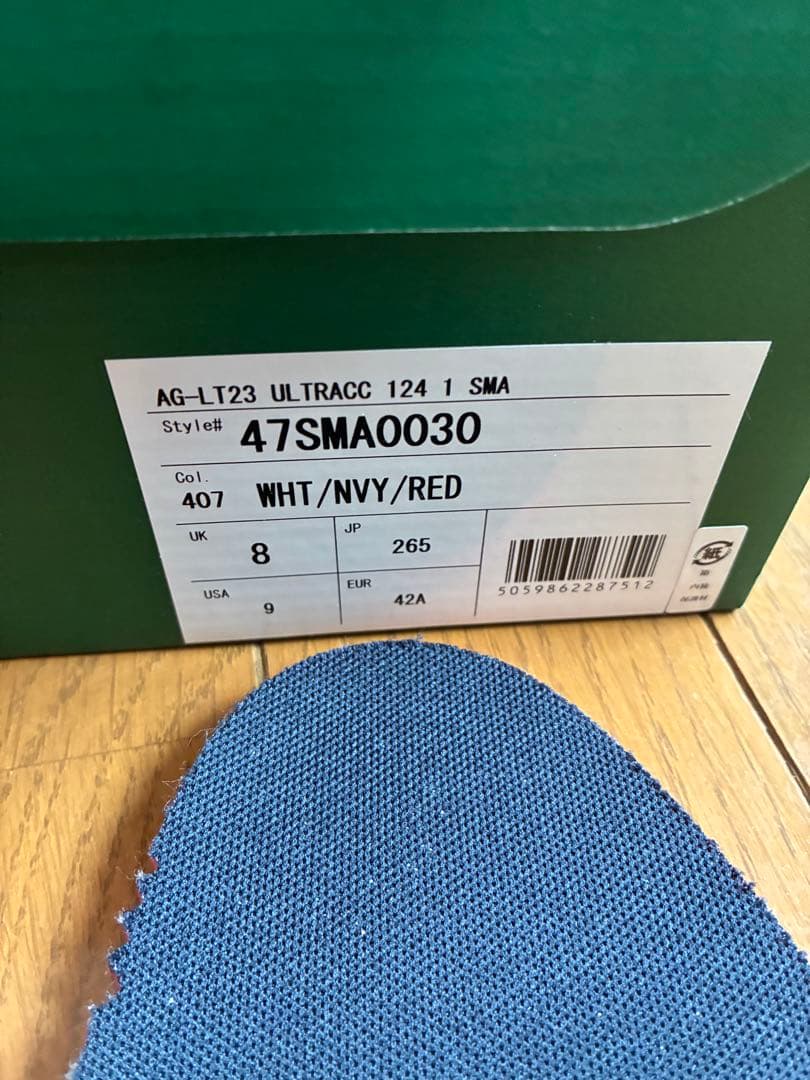 AG-LT23 ULTRACC 124 1 SMA
Style# 47SMA0030
Col.
407 WHT/NVY/RED
UK 8
JP 265
USA 9
EUR 42A
5059862287512
紙